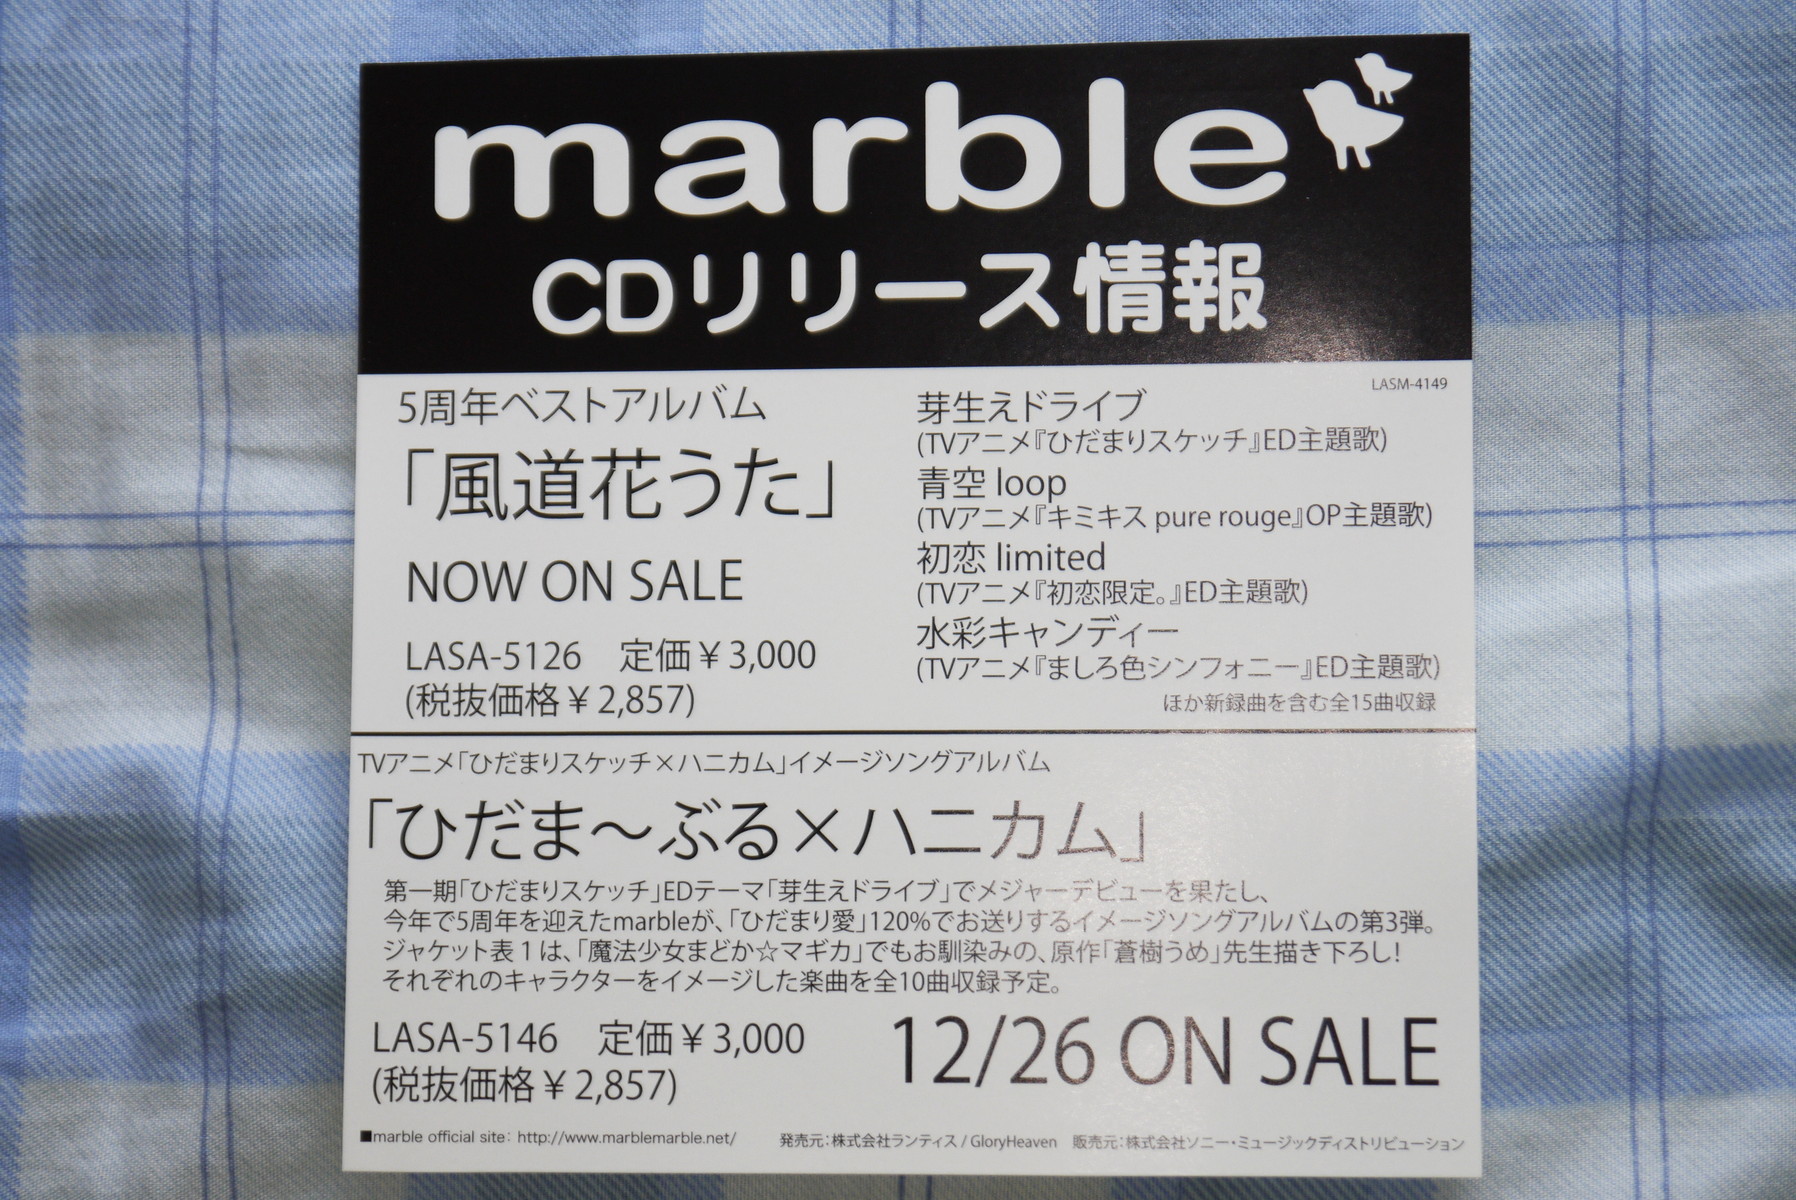 marble
CDリリース情報
LASM-4149
5周年ベストアルバム
「風道花うた」
NOW ON SALE
LASA-5126 定価￥3,000
(税抜価格￥2,857)
芽生えドライブ
(TVアニメ『ひだまりスケッチ』ED主題歌)
青空 loop
(TVアニメ『キミキス pure rouge』OP主題歌)
初恋 limited
(TVアニメ『初恋限定。』ED主題歌)
水彩キャンディー
(TVアニメ『ましろ色シンフォニー』ED主題歌)
ほか新録曲を含む全15曲収録
TVアニメ「ひだまりスケッチ×ハニカム」イメージソングアルバム
「ひだま〜ぶる×ハニカム」
第一期「ひだまりスケッチ」EDテーマ「芽生えドライブ」でメジャーデビューを果たし、
今年で5周年を迎えたmarbleが、「ひだまり愛」120%でお送りするイメージソングアルバムの第3弾。
ジャケット表1は、「魔法少女まどか☆マギカ」でもお馴染みの、原作「蒼樹うめ」先生描き下ろし!
それぞれのキャラクターをイメージした楽曲を全10曲収録予定。
LASA-5146 定価￥3,000
(税抜価格￥2,857)
12/26 ON SALE
■marble official site: http://www.marblemarble.net/ 発売元:株式会社ランティス / GloryHeaven 販売元:株式会社ソニー・ミュージックディストリビューション